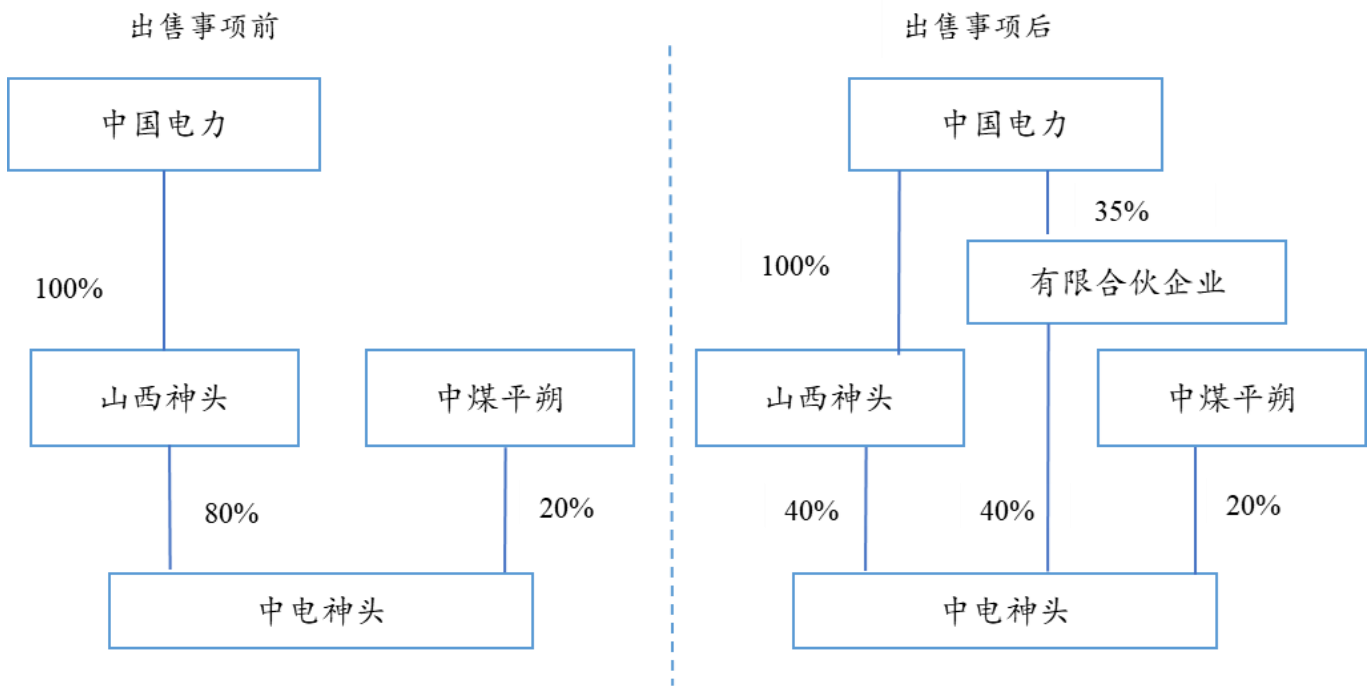 出售事项前
中国电力
100%
山西神头
中煤平朔
80%
20%
中电神头
出售事项后
中国电力
35%
100%
有限合伙企业
山西神头
中煤平朔
40%
40%
20%
中电神头